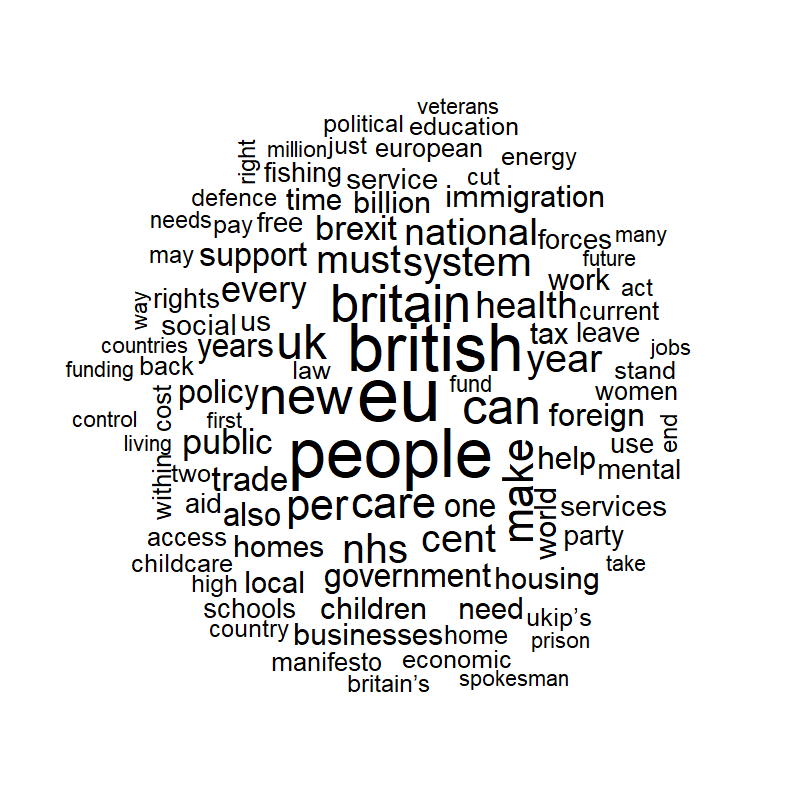 veterans
political education
right million just european energy
fishing service cut
defence time billion immigration
needs pay free brexit national forces many
may support must system future
way rights every britain health work act
social us current
countries years uk british year tax leave jobs
funding back law stand
policy new eu fund can foreign women
control first
cost living public people use end
within two trade make help mental
aid also per care one world services
access homes nhs cent party
childcare take
high local government housing
schools children need ukip’s
country businesses home prison
manifesto economic
britain’s spokesman